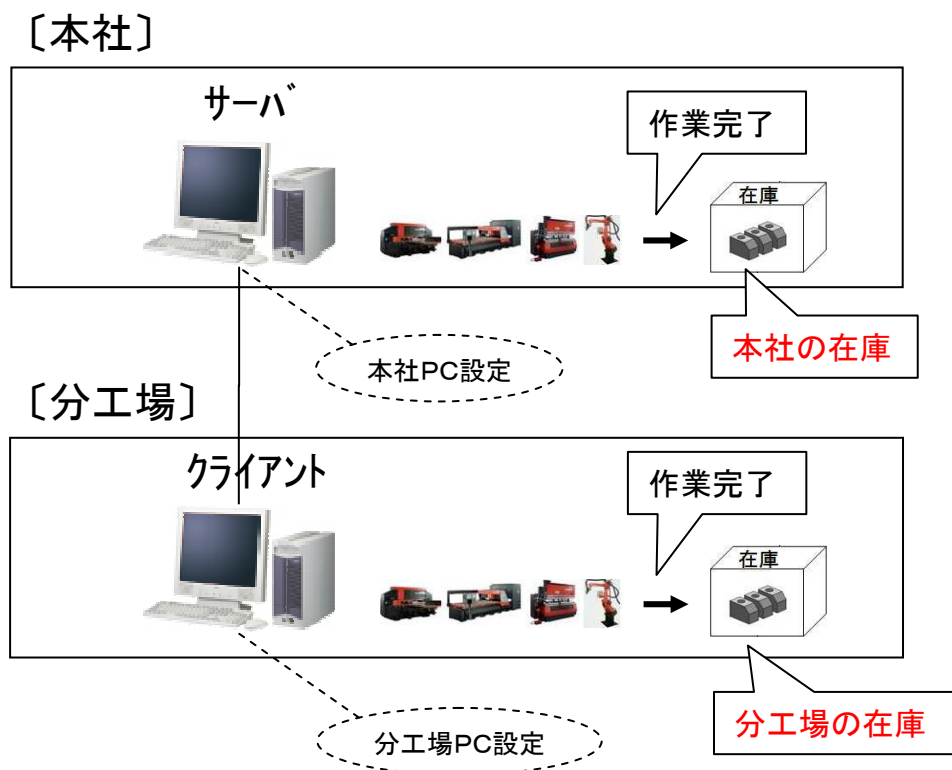 〔本社〕
サーバ
作業完了
在庫
本社の在庫
本社PC設定
〔分工場〕
クライアント
作業完了
在庫
分工場の在庫
分工場PC設定